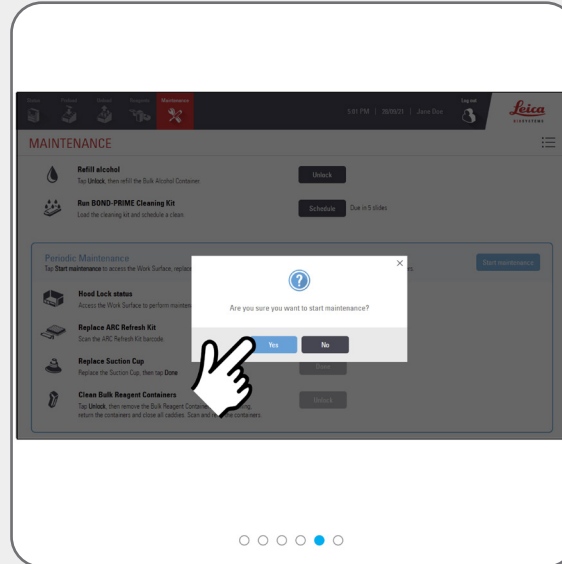 Status Preload Unload Reagents Maintenance
5:01 PM | 26/05/21 | Jane Doe
Log out
Leica
BIOSYSTEMS
MAINTENANCE
Refill alcohol
Tap Unlock, then refill the Bulk Alcohol Container.
Unlock
Run BOND-PRIME Cleaning Kit
Load the cleaning kit and schedule a clean.
Schedule
Due in 5 slides
Periodic Maintenance
Tap Start maintenance to access the Work Surface, replace
Start maintenance
Are you sure you want to start maintenance?
Yes
No
Hood Lock status
Access the Work Surface to perform
Replace ARC Refresh Kit
Scan the ARC Refresh Kit barcode.
Replace Suction Cup
Replace the Suction Cup, then tap Done
Done
Clean Bulk Reagent Containers
Tap Unlock, then remove the Bulk Reagent
return the containers and close all caddies. Scan and containers
Unlock